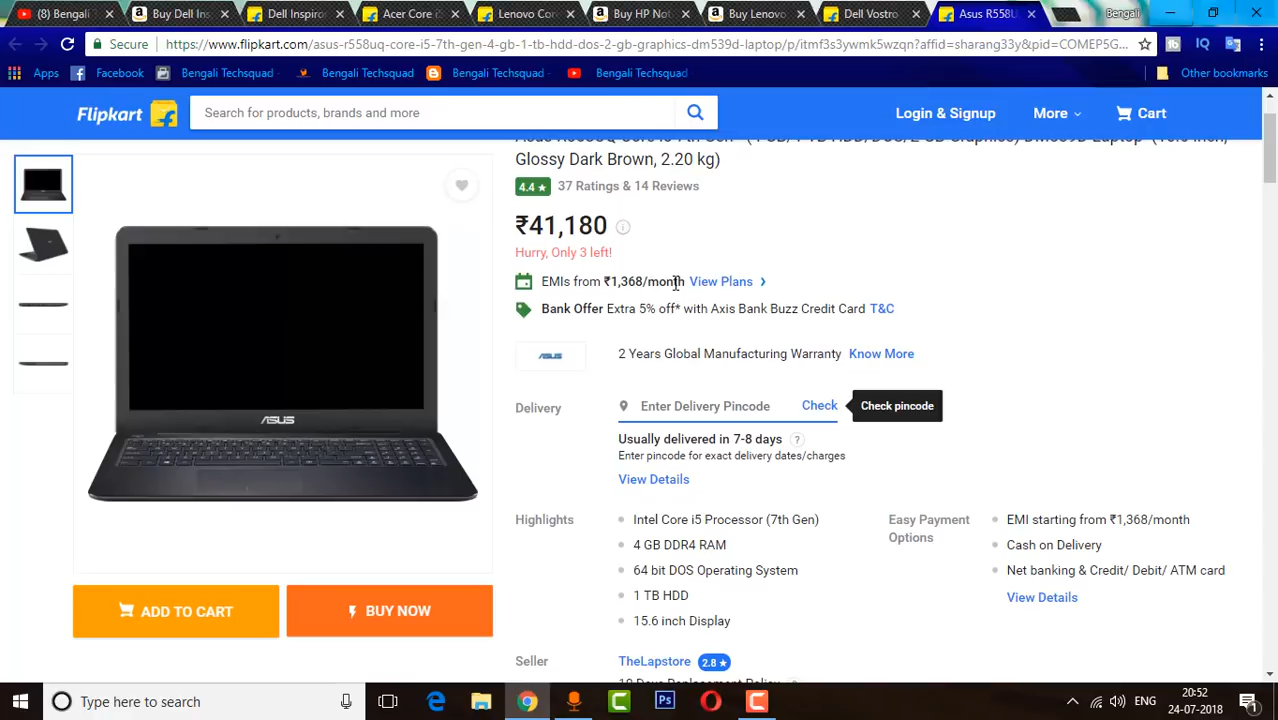 (8) Bengali T
Buy Dell Ins
Dell Inspiron
Acer Core i
Lenovo Core
Buy HP Not
Buy Lenovo
Dell Vostro
Asus R558U
Bengali
Secure
https://www.flipkart.com/asus-r558uq-core-i5-7th-gen-4-gb-1-tb-hdd-dos-2-gb-graphics-dm539d-laptop/p/itmf3s3ywmk5wzqn?affid=sharang33y&pid=COMEP5G...
Apps
Facebook
Bengali Techsquad
Bengali Techsquad
Bengali Techsquad
Bengali Techsquad
Other bookmarks
Flipkart
Search for products, brands and more
Login & Signup
More
Cart
Glossy Dark Brown, 2.20 kg)
4.4 ★ 37 Ratings & 14 Reviews
₹41,180
Hurry, Only 3 left!
EMIs from ₹1,368/month View Plans
Bank Offer Extra 5% off* with Axis Bank Buzz Credit Card T&C
ASUS
2 Years Global Manufacturing Warranty Know More
Delivery
Enter Delivery Pincode
Check
Check pincode
Usually delivered in 7-8 days ?
Enter pincode for exact delivery dates/charges
View Details
ASUS
Highlights
Intel Core i5 Processor (7th Gen)
4 GB DDR4 RAM
64 bit DOS Operating System
1 TB HDD
15.6 inch Display
Easy Payment
Options
EMI starting from ₹1,368/month
Cash on Delivery
Net banking & Credit/ Debit/ ATM card
View Details
ADD TO CART
BUY NOW
Seller
TheLapstore 2.8 ★
Type here to search
ENG
20:52
24-07-2018